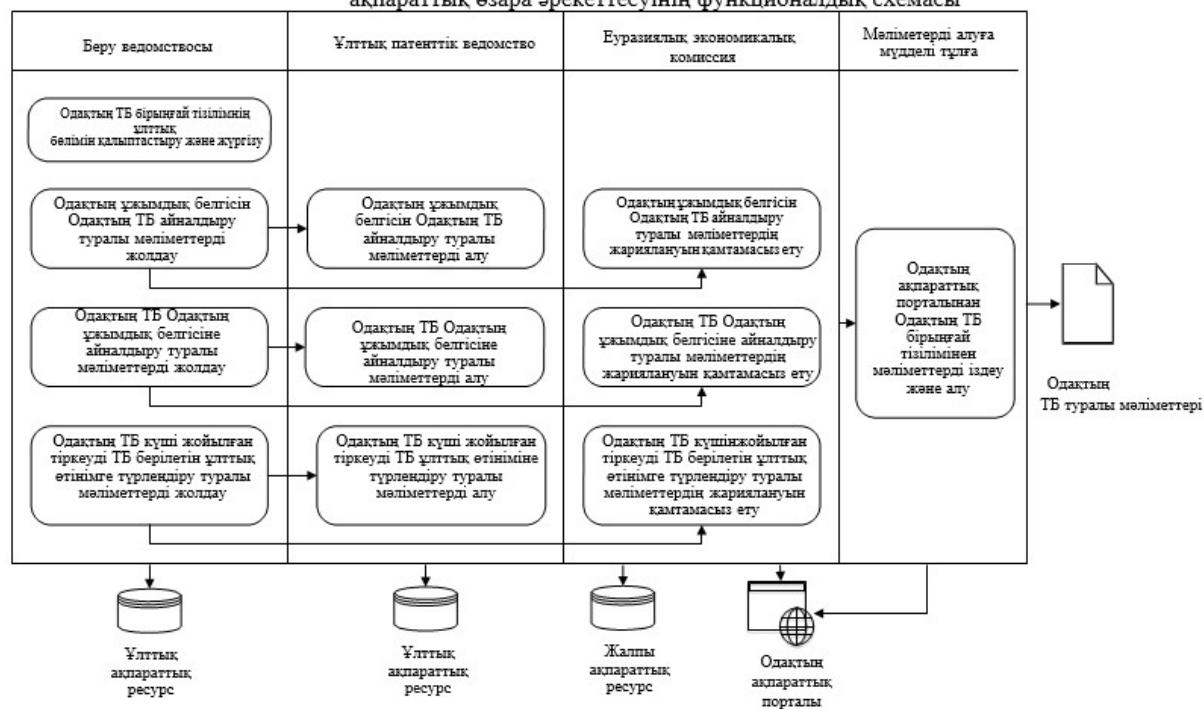 ақпараттық өзара әрекеттесуінің функционалдық схемасы
Беру ведомствосы
Ұлттық патенттік ведомство
Еуразиялық экономикалық
комиссия
Мәліметерді алуға
мүдделі тұлға
Одақтың ТБ бірыңғай тізілімнің
ұлттық
бөлімін қалыптастыру және жүргізу
Одақтың ұжымдық белгісін
Одақтың ТБ айналдыру
туралы мәліметтерді
жолдау
Одақтың ұжымдық
белгісін Одақтың ТБ
айналдыру туралы
мәліметтерді алу
Одақтың ұжымдық белгісін
Одақтың ТБ айналдыру
туралы мәліметтердің
жариялануын қамтамасыз ету
Одақтың ТБ Одақтың
ұжымдық белгісіне
айналдыру туралы
мәліметтерді жолдау
Одақтың ТБ Одақтың
ұжымдық белгісіне
айналдыру туралы
мәліметтерді алу
Одақтың ТБ Одақтың
ұжымдық белгісіне айналдыру
туралы мәліметтердің
жариялануын қамтамасыз ету
Одақтың ТБ күші жойылған
тіркеуді ТБ берілетін ұлттық
өтінімге түрлендіру туралы
мәліметтерді жолдау
Одақтың ТБ күші жойылған
тіркеуді ТБ ұлттық өтініміне
түрлендіру туралы
мәліметтерді алу
Одақтың ТБ күшінжойылған
тіркеуді ТБ берілетін ұлттық
өтінімге түрлендіру туралы
мәліметтердің жариялануын
қамтамасыз ету
Одақтың
ақпараттық
порталынан
Одақтың ТБ
бірыңғай
тізілімінен
мәліметтерді іздеу
және алу
Одақтың
ТБ туралы мәліметтері
Ұлттық
ақпараттық
ресурс
Ұлттық
ақпараттық
ресурс
Жалпы
ақпараттық
ресурс
Одақтың
ақпараттық
порталы